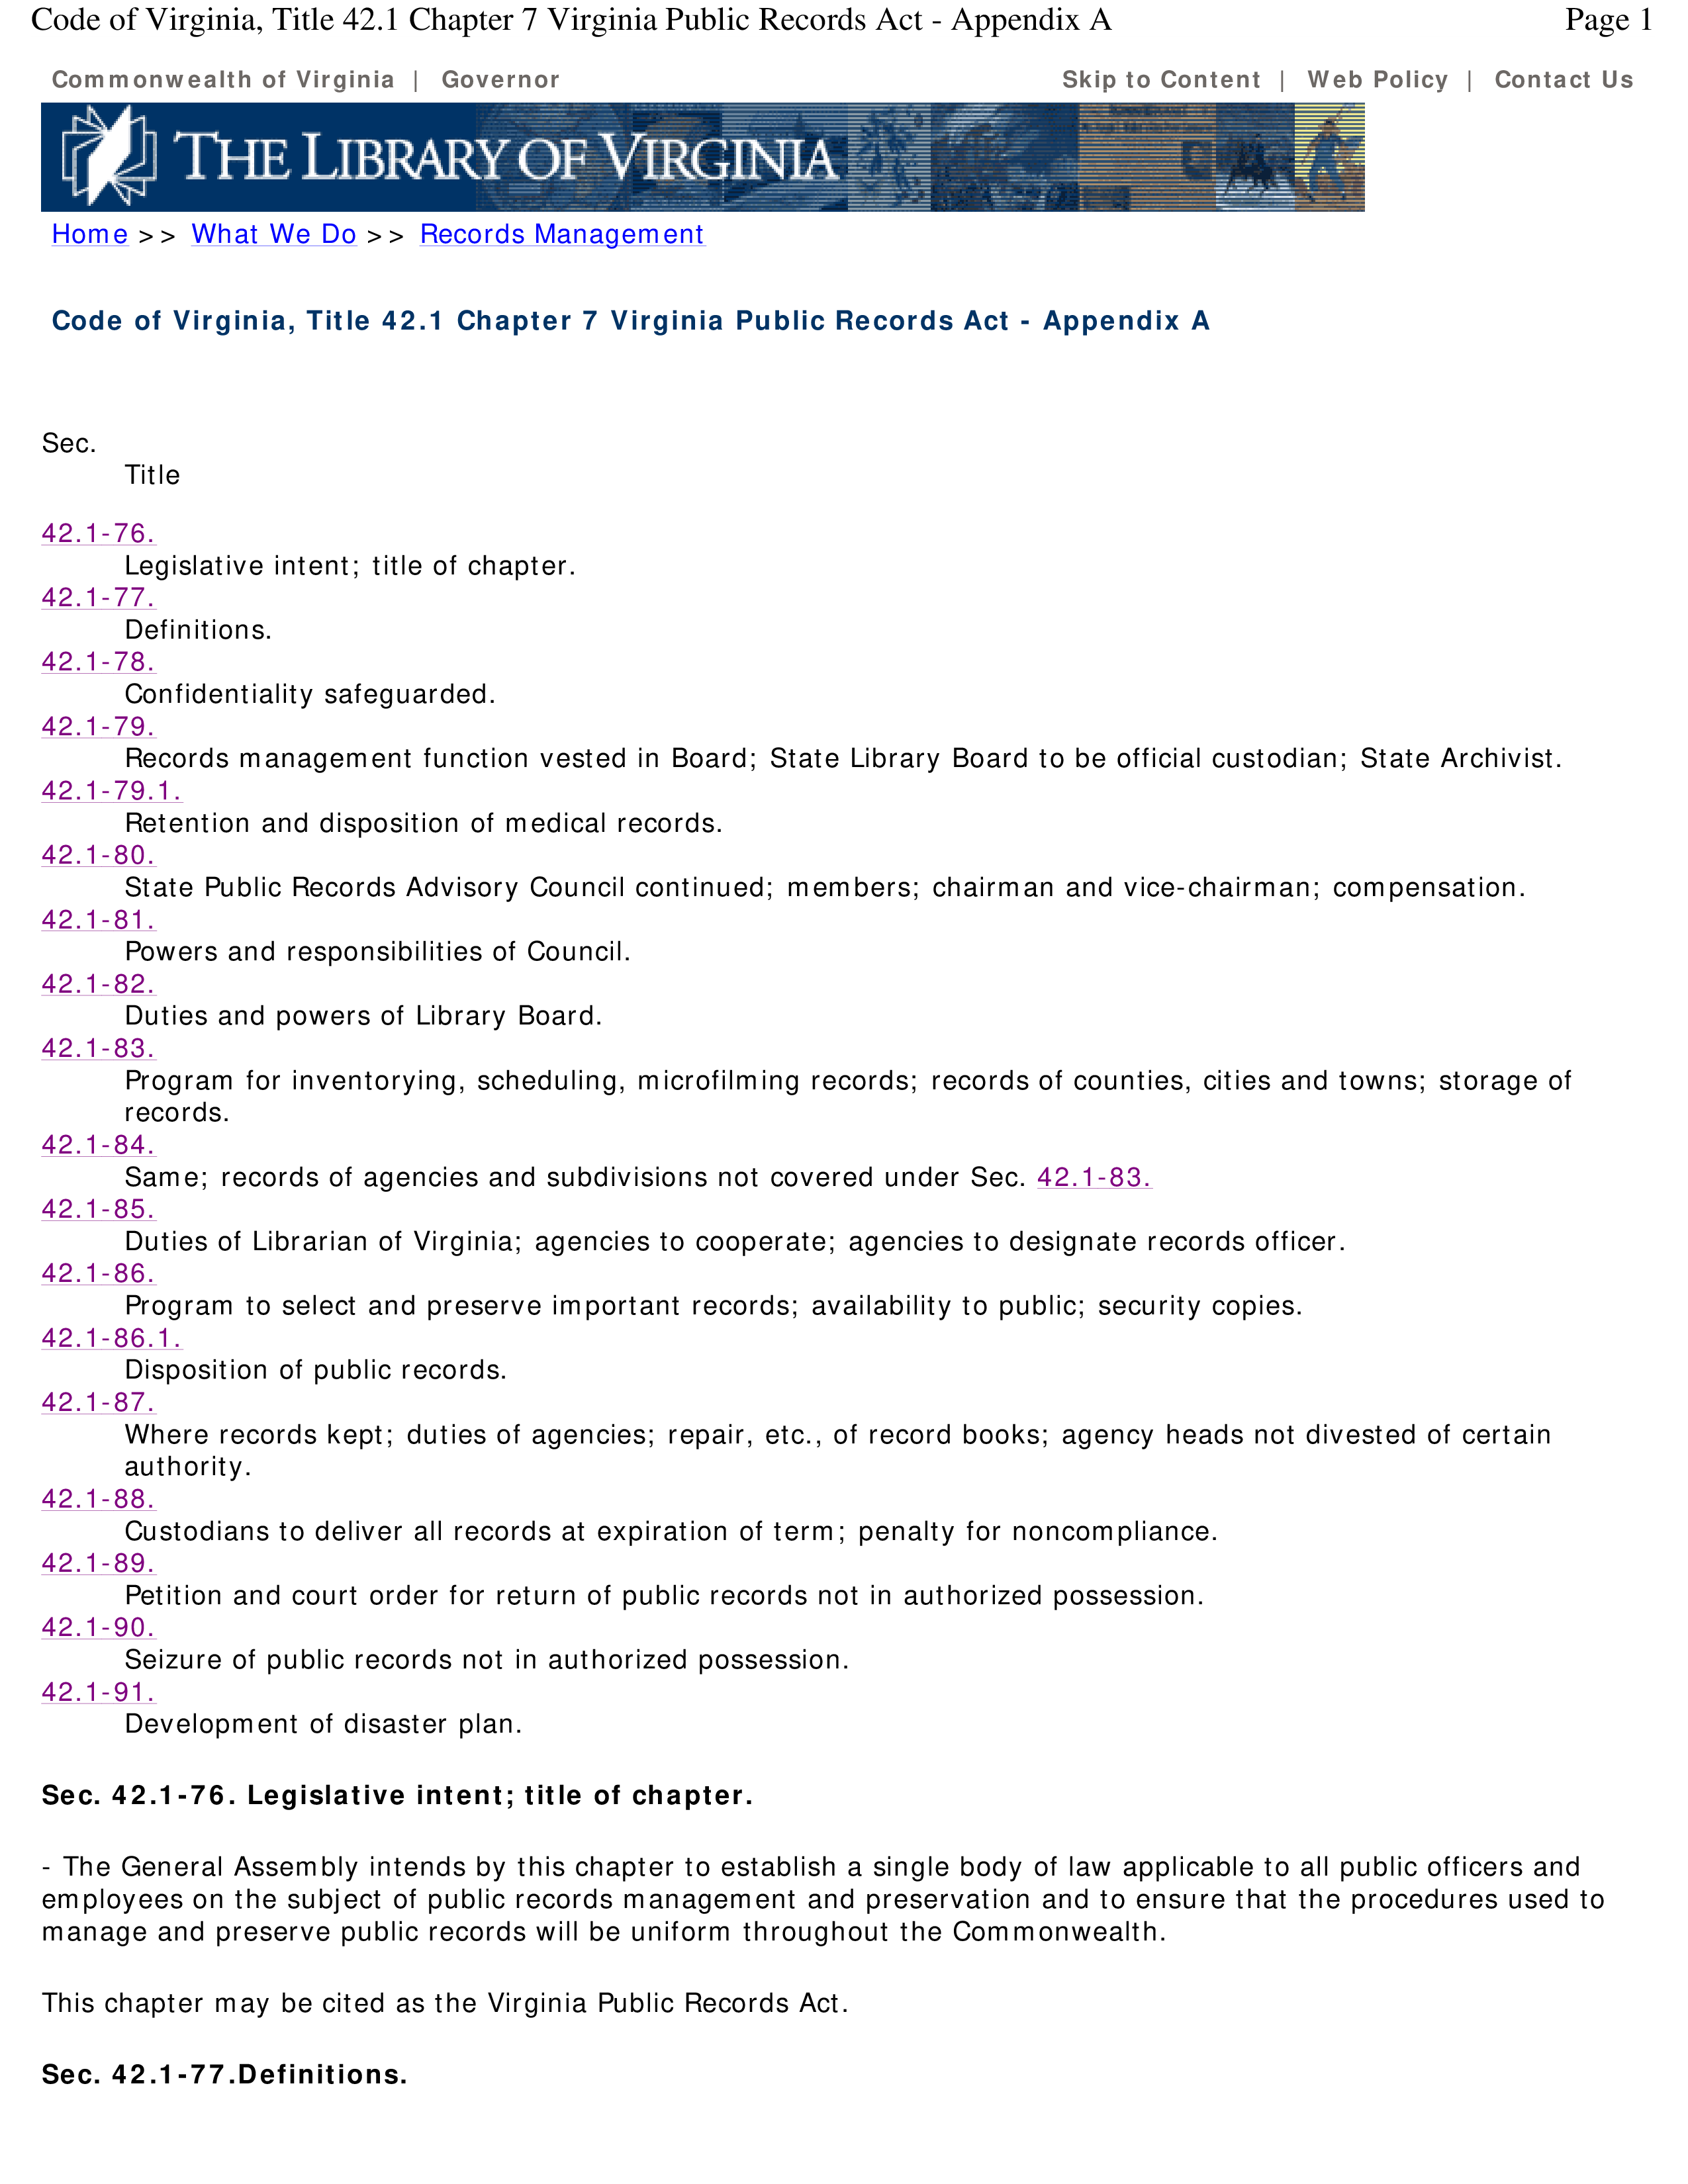 Code of Virginia, Title 42.1 Chapter 7 Virginia Public Records Act - Appendix A Page 1
Commonwealth of Virginia | Governor Skip to Content | Web Policy | Contact Us
THE LIBRARY OF VIRGINIA
Home >> What We Do >> Records Management
Code of Virginia, Title 42.1 Chapter 7 Virginia Public Records Act - Appendix A
Sec.
Title
42.1-76.
Legislative intent; title of chapter.
42.1-77.
Definitions.
42.1-78.
Confidentiality safeguarded.
42.1-79.
Records management function vested in Board; State Library Board to be official custodian; State Archivist.
42.1-79.1.
Retention and disposition of medical records.
42.1-80.
State Public Records Advisory Council continued; members; chairman and vice-chairman; compensation.
42.1-81.
Powers and responsibilities of Council.
42.1-82.
Duties and powers of Library Board.
42.1-83.
Program for inventorying, scheduling, microfilming records; records of counties, cities and towns; storage of
records.
42.1-84.
Same; records of agencies and subdivisions not covered under Sec. 42.1-83.
42.1-85.
Duties of Librarian of Virginia; agencies to cooperate; agencies to designate records officer.
42.1-86.
Program to select and preserve important records; availability to public; security copies.
42.1-86.1.
Disposition of public records.
42.1-87.
Where records kept; duties of agencies; repair, etc., of record books; agency heads not divested of certain
authority.
42.1-88.
Custodians to deliver all records at expiration of term; penalty for noncompliance.
42.1-89.
Petition and court order for return of public records not in authorized possession.
42.1-90.
Seizure of public records not in authorized possession.
42.1-91.
Development of disaster plan.
Sec. 42.1-76. Legislative intent; title of chapter.
- The General Assembly intends by this chapter to establish a single body of law applicable to all public officers and
employees on the subject of public records management and preservation and to ensure that the procedures used to
manage and preserve public records will be uniform throughout the Commonwealth.
This chapter may be cited as the Virginia Public Records Act.
Sec. 42.1-77.Definitions.